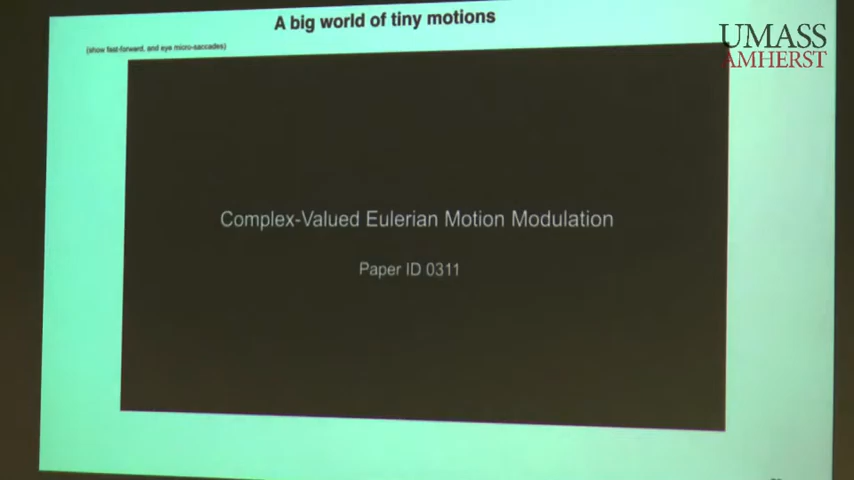 A big world of tiny motions
(show fast-forward, and eye micro-saccades)
UMASS
AMHERST
Complex-Valued Eulerian Motion Modulation
Paper ID 0311